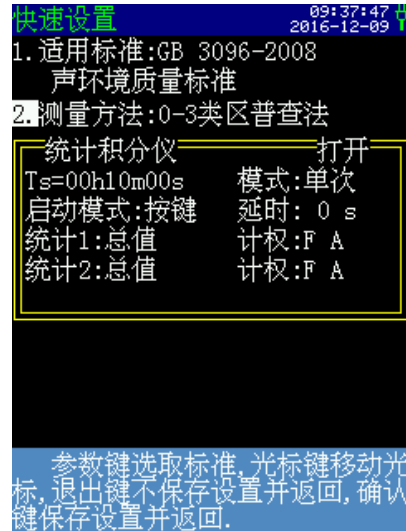 快速设置 09:37:47
2016-12-09
1.适用标准:GB 3096-2008
声环境质量标准
2.测量方法:0-3类区普查法
统计积分仪 打开
Ts=00h10m00s 模式:单次
启动模式:按键 延时: 0 s
统计1:总值 计权:F A
统计2:总值 计权:F A
参数键选取标准,光标键移动光
标,退出键不保存设置并返回,确认
键保存设置并返回.